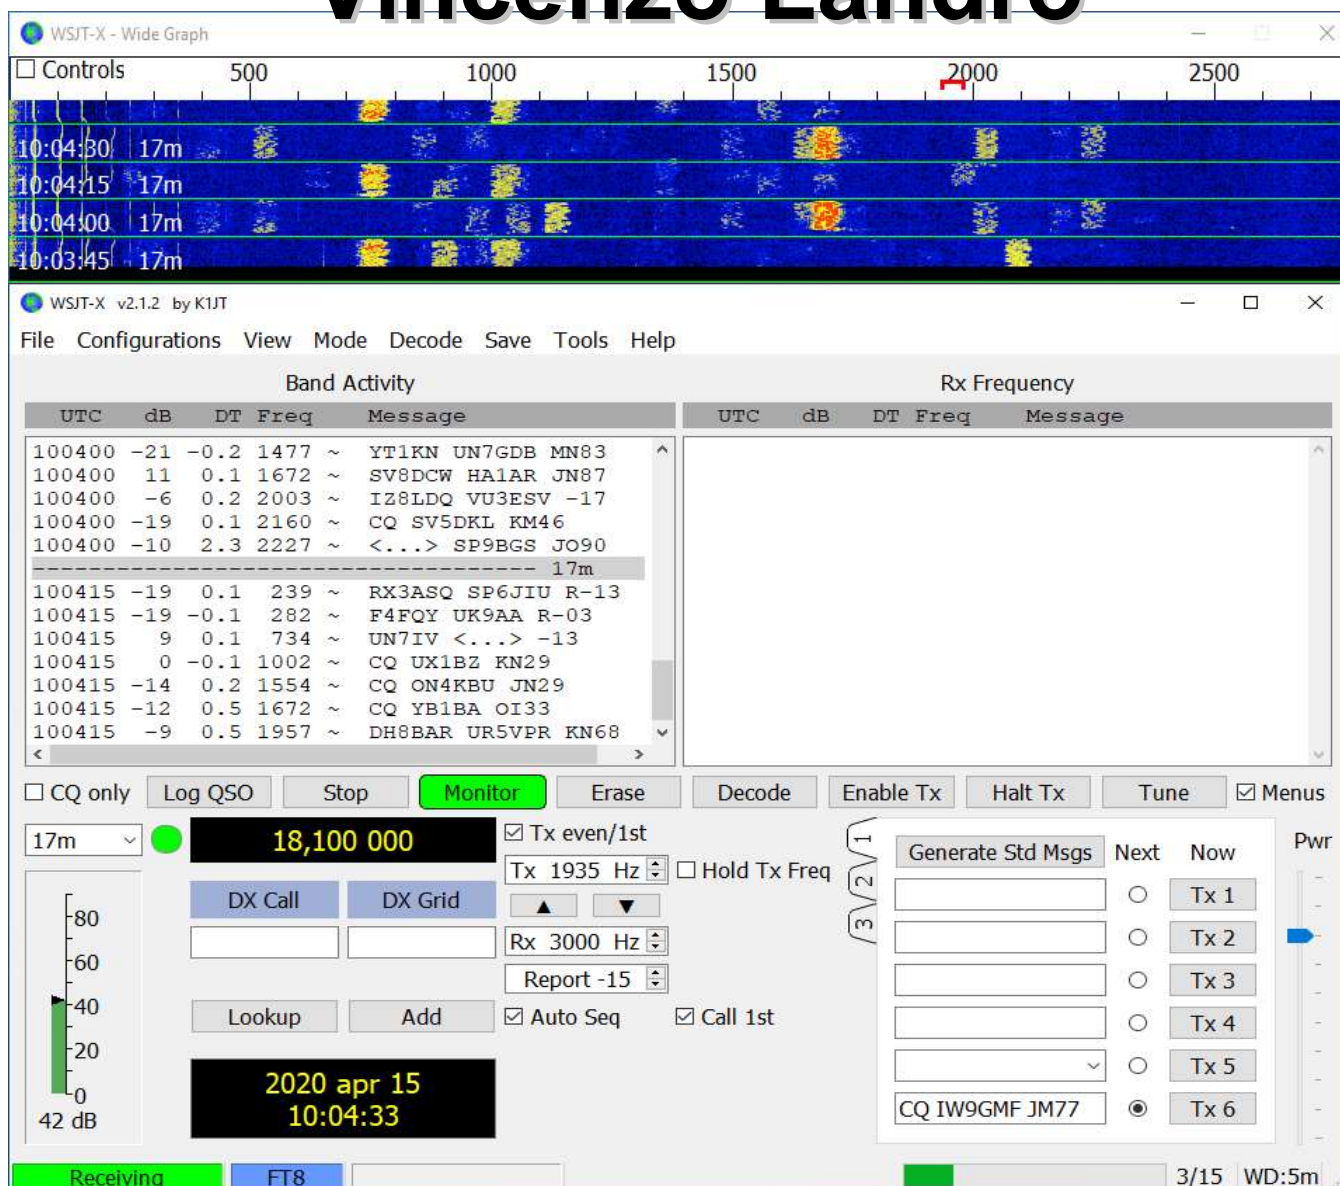 Vincenzo Landro
WSJT-X - Wide Graph
Controls 500 1000 1500 2000 2500
10:04:30 17m
10:04:15 17m
10:04:00 17m
10:03:45 17m
WSJT-X v2.1.2 by K1JT
File Configurations View Mode Decode Save Tools Help
Band Activity Rx Frequency
UTC dB DT Freq Message UTC dB DT Freq Message
100400 -21 -0.2 1477 ~ YT1KN UN7GDB MN83
100400 11 0.1 1672 ~ SV8DCW HA1AR JN87
100400 -6 0.2 2003 ~ IZ8LDQ VU3ESV -17
100400 -19 0.1 2160 ~ CQ SV5DKL KM46
100400 -10 2.3 2227 ~ <...> SP9BGS JO90
------------------------------------ 17m
100415 -19 0.1 239 ~ RX3ASQ SP6JIU R-13
100415 -19 -0.1 282 ~ F4FQY UK9AA R-03
100415 9 0.1 734 ~ UN7IV <...> -13
100415 0 -0.1 1002 ~ CQ UX1BZ KN29
100415 -14 0.2 1554 ~ CQ ON4KBU JN29
100415 -12 0.5 1672 ~ CQ YB1BA OI33
100415 -9 0.5 1957 ~ DH8BAR UR5VPR KN68
CQ only Log QSO Stop Monitor Erase Decode Enable Tx Halt Tx Tune Menus
17m 18,100 000 Tx even/1st 1 Generate Std Msgs Next Now Pwr
Tx 1935 Hz Hold Tx Freq
DX Call DX Grid 2 Tx 1
80 3
Rx 3000 Hz Tx 2
60
Report -15 Tx 3
40 Lookup Add Auto Seq Call 1st Tx 4
20
2020 apr 15 Tx 5
0
10:04:33 CQ IW9GMF JM77 Tx 6
42 dB
Receiving FT8 3/15 WD:5m